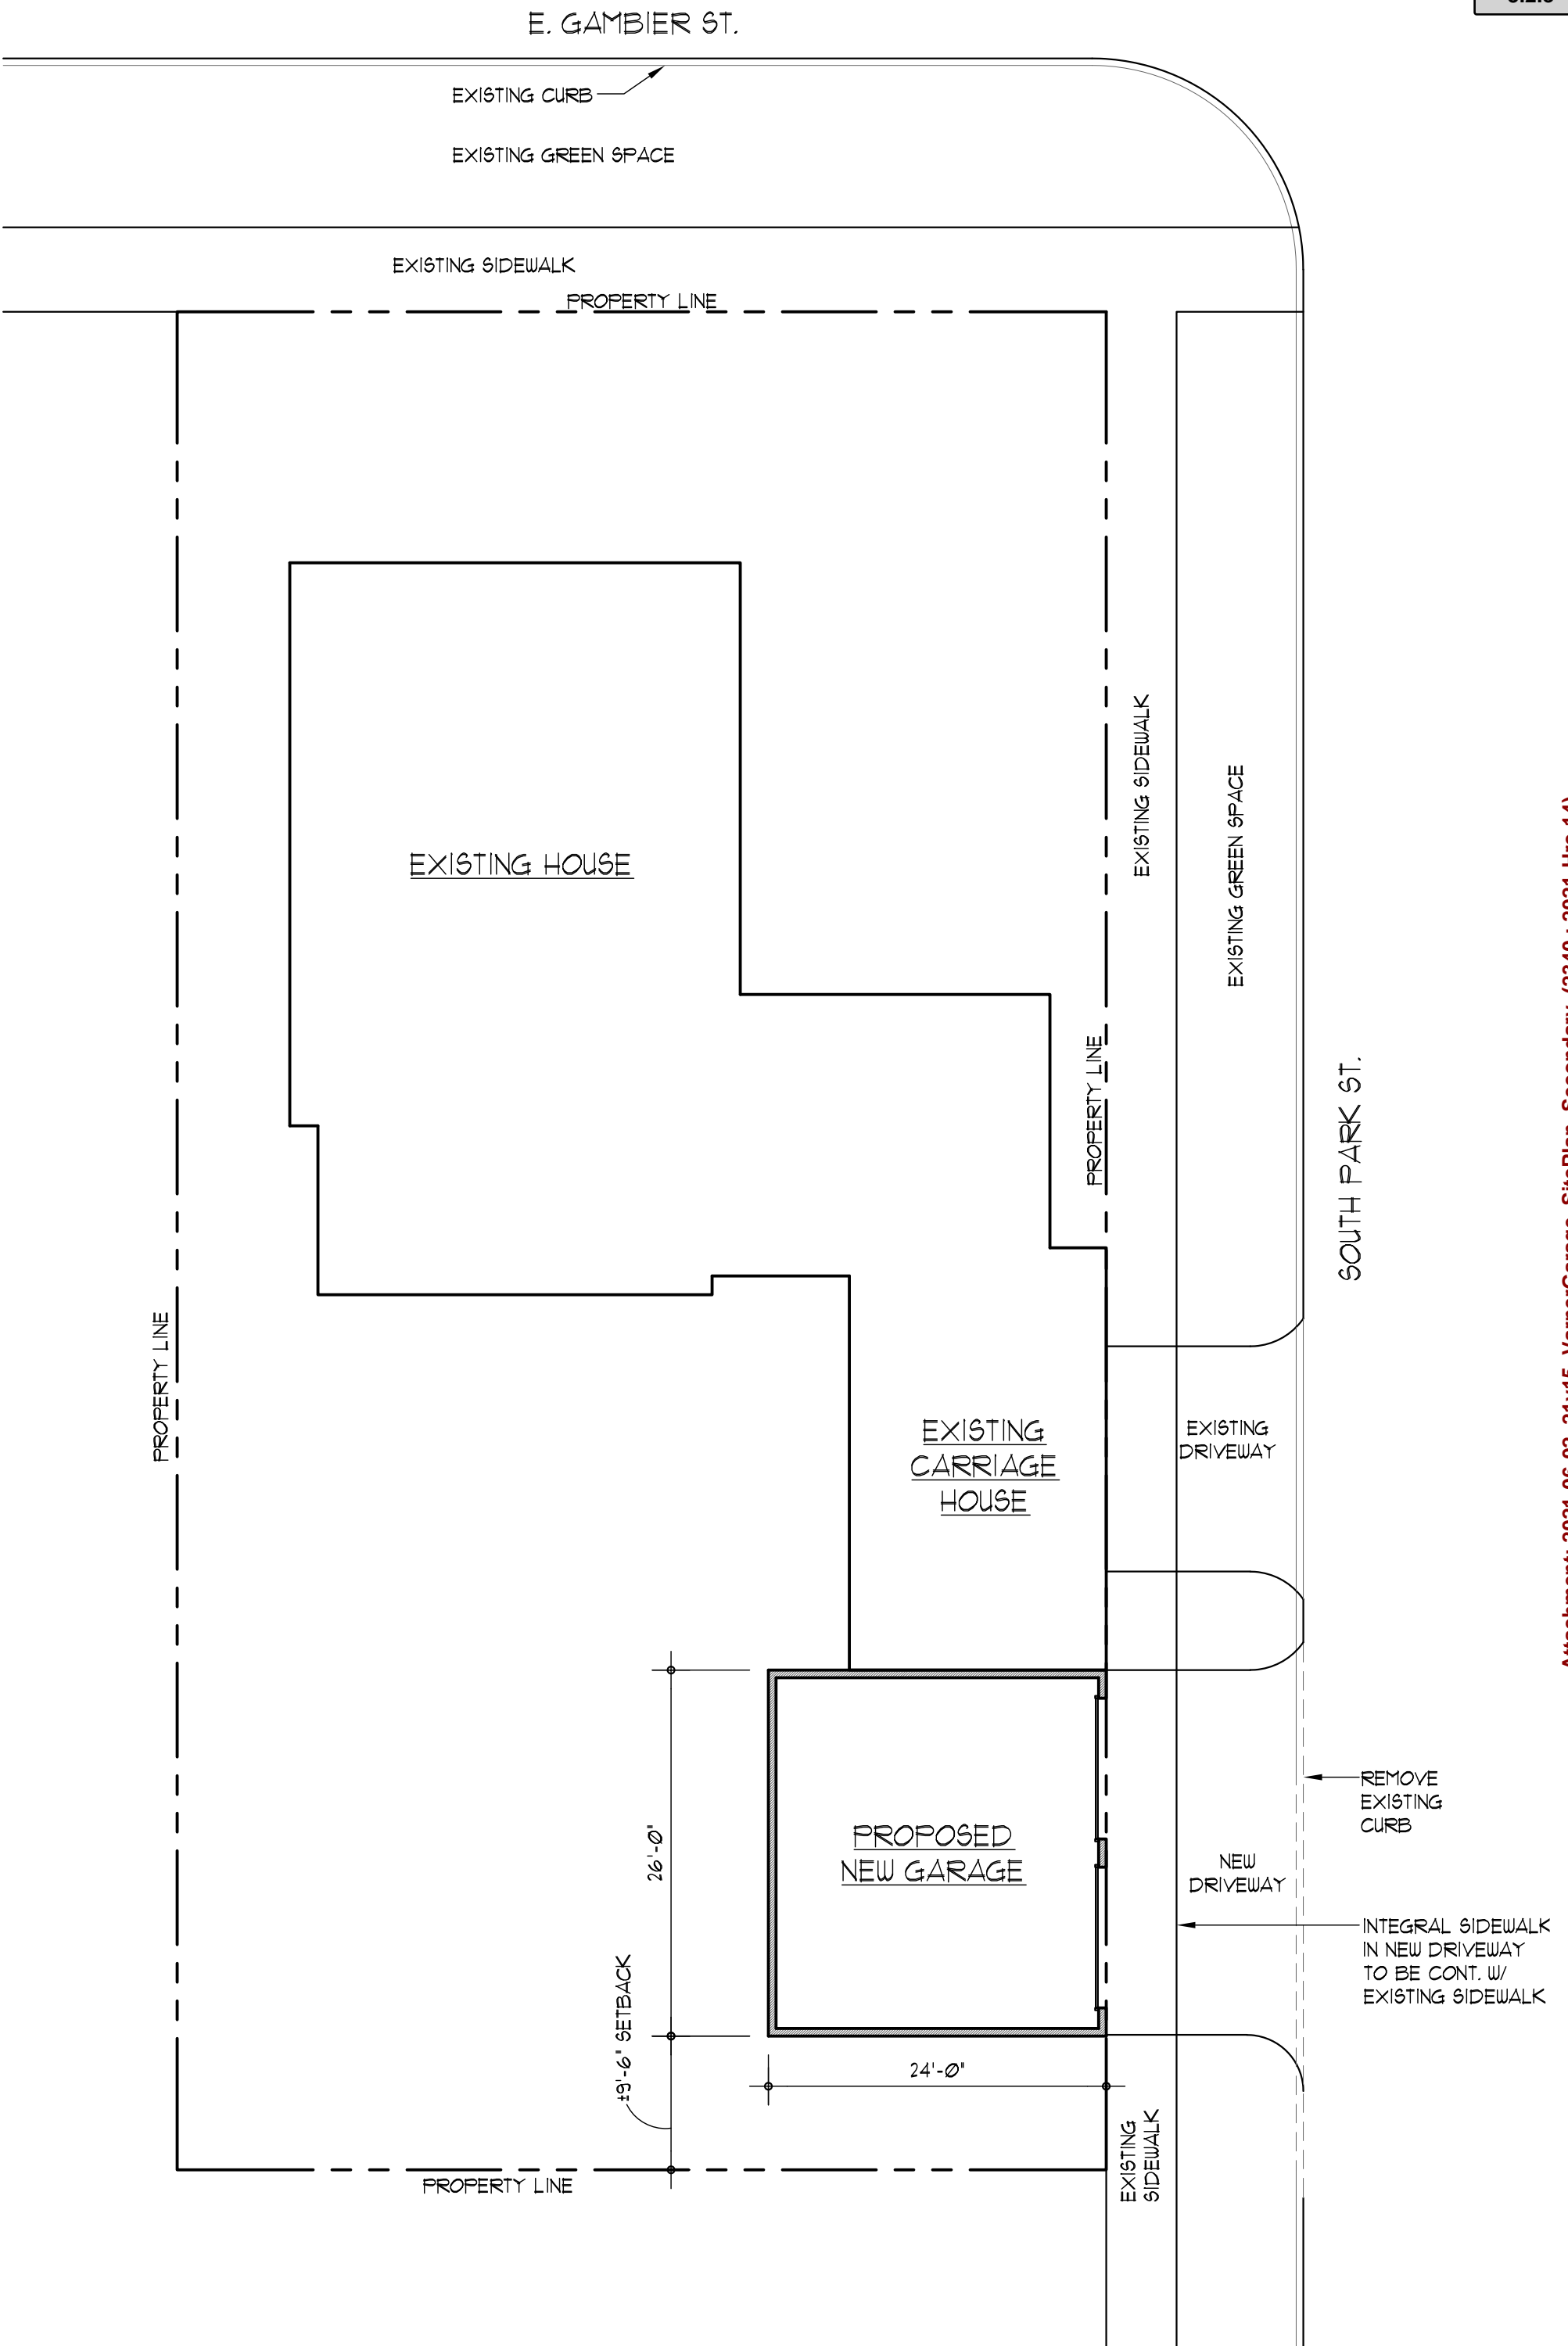 E. GAMBIER ST.
EXISTING CURB
EXISTING GREEN SPACE
EXISTING SIDEWALK
PROPERTY LINE
EXISTING SIDEWALK
EXISTING GREEN SPACE
EXISTING HOUSE
PROPERTY LINE
SOUTH PARK ST.
PROPERTY LINE
EXISTING
CARRIAGE
HOUSE
EXISTING
DRIVEWAY
REMOVE
EXISTING
CURB
PROPOSED
NEW GARAGE
26'-0"
NEW
DRIVEWAY
INTEGRAL SIDEWALK
IN NEW DRIVEWAY
TO BE CONT. W/
EXISTING SIDEWALK
±9'-6" SETBACK
24'-0"
EXISTING
SIDEWALK
PROPERTY LINE